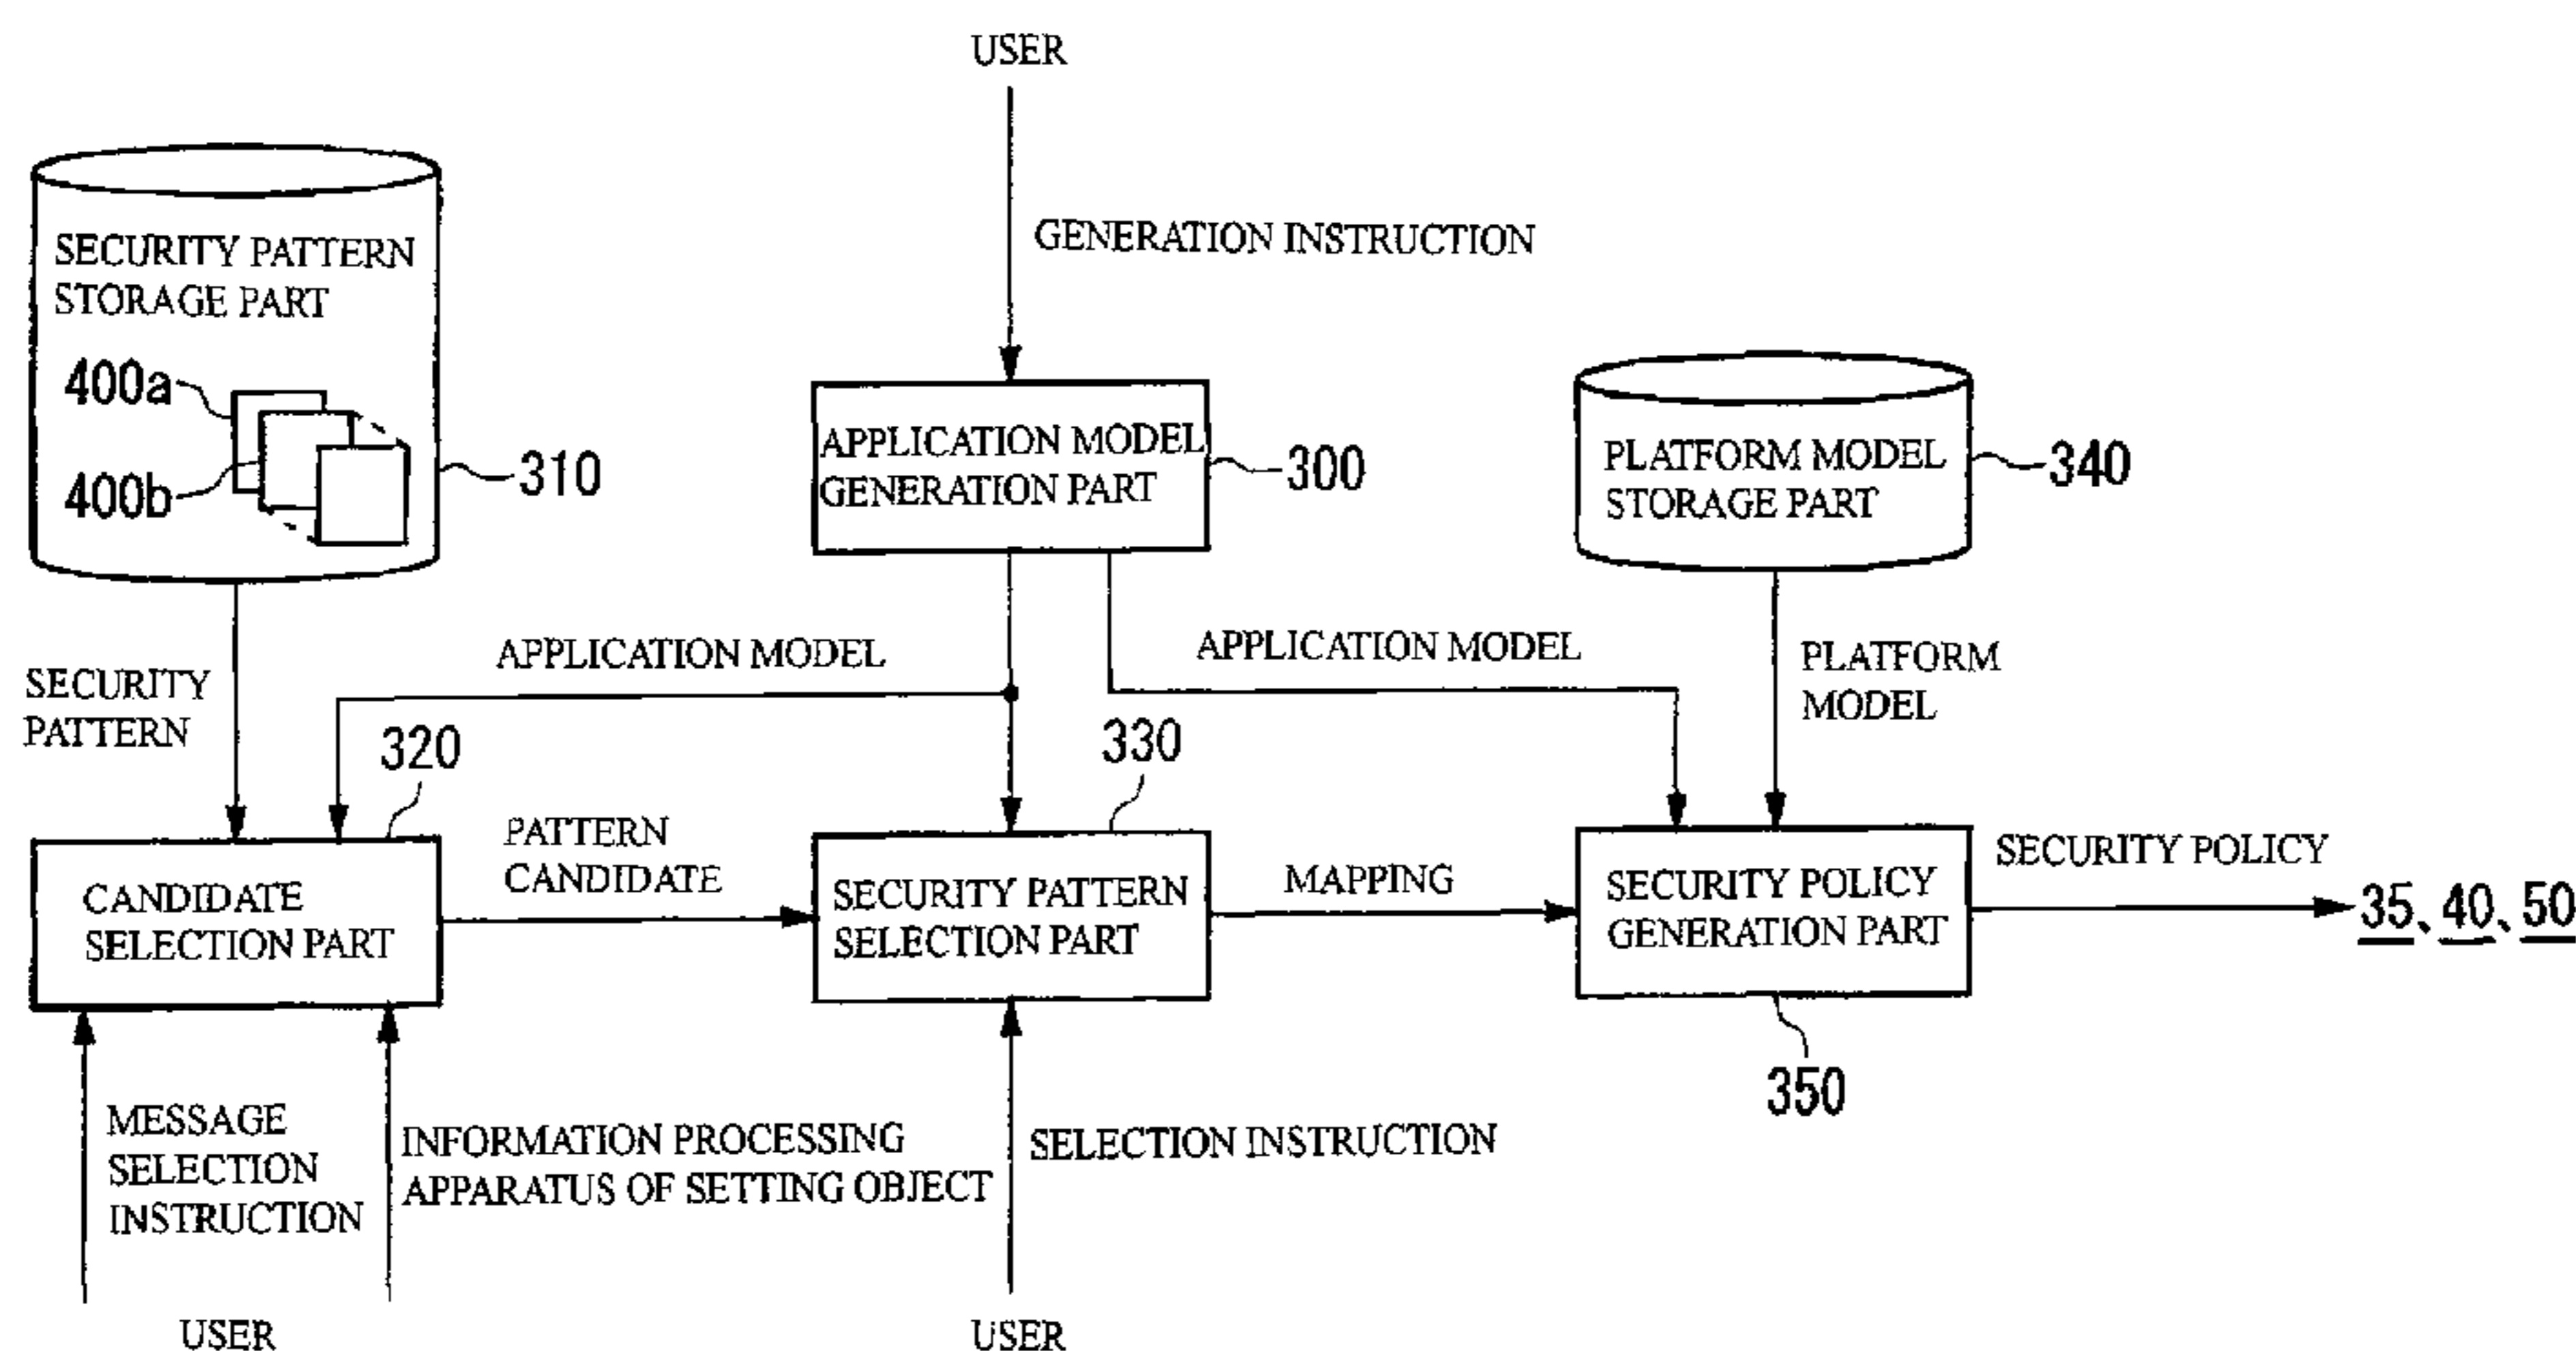 USER
GENERATION INSTRUCTION
SECURITY PATTERN
STORAGE PART
400a
400b
310
APPLICATION MODEL
GENERATION PART
300
PLATFORM MODEL
STORAGE PART
340
SECURITY
PATTERN
APPLICATION MODEL
APPLICATION MODEL
PLATFORM
MODEL
320
330
CANDIDATE
SELECTION PART
PATTERN
CANDIDATE
SECURITY PATTERN
SELECTION PART
MAPPING
SECURITY POLICY
GENERATION PART
SECURITY POLICY
35、40、50
350
MESSAGE
SELECTION
INSTRUCTION
INFORMATION PROCESSING
APPARATUS OF SETTING OBJECT
SELECTION INSTRUCTION
USER
USER